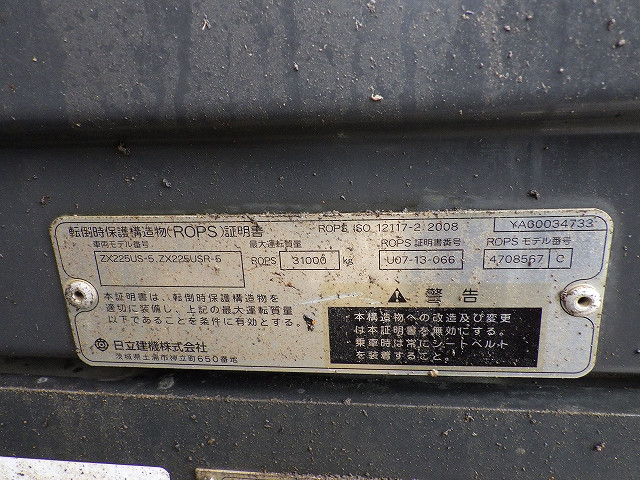 転倒時保護構造物(ROPS)証明書 ROPS ISO 12117-2:2008 YAG0034733
車両モデル番号 最大運転質量 ROPS 証明書番号 ROPS モデル番号
ZX225US-5,ZX225USR-5 ROPS 31000 kg U07-13-066 4708567 C
本証明書は、転倒時保護構造物を
適切に装備し、上記の最大運転質量
以下であることを条件に有効とする。
日立建機株式会社
茨城県土浦市神立町650番地
警告
本構造物への改造及び変更
は本証明書を無効にする。
乗車時は常にシートベルト
を装着すること。